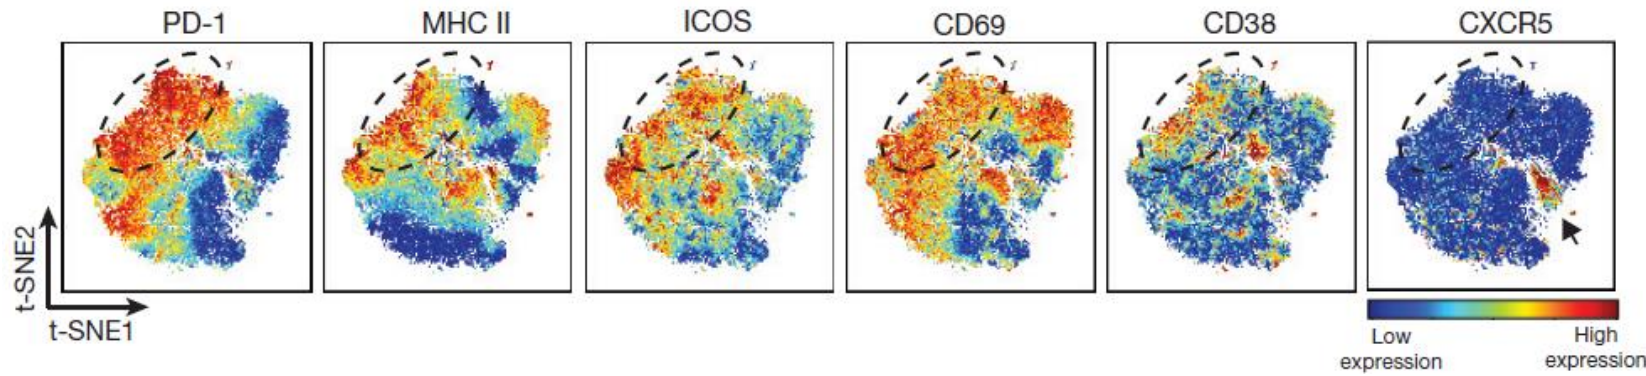 PD-1
MHC II
ICOS
CD69
CD38
CXCR5
t-SNE2
t-SNE1
Low
expression
High
expression